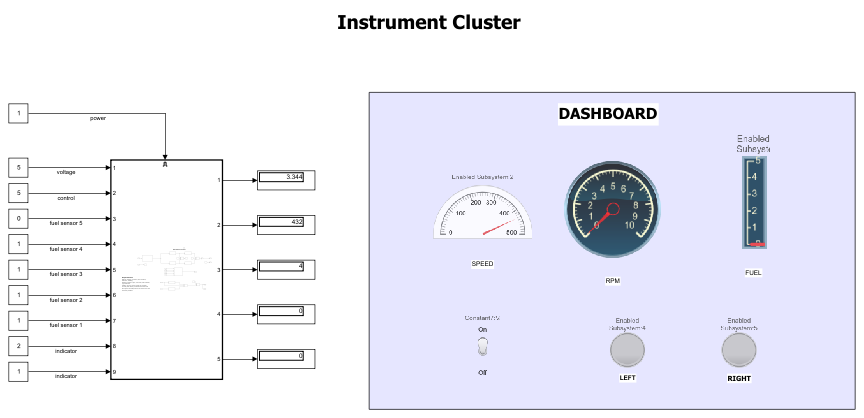 Instrument Cluster
1
power
5
voltage
5
control
0
fuel sensor 5
1
fuel sensor 4
1
fuel sensor 3
1
fuel sensor 2
1
fuel sensor 1
2
indicator
1
indicator
1
2
3
4
5
6
7
8
9
1
2
3
4
5
3.344
432
4
0
0
DASHBOARD
Enabled Subsystem:2
0 100 200 300 400 500
SPEED
0 1 2 3 4 5 6 7 8 9 10
RPM
Enabled
5
4
3
2
1
0
FUEL
On
Off
Enabled
Subsystem:4
LEFT
Enabled
Subsystem:5
RIGHT